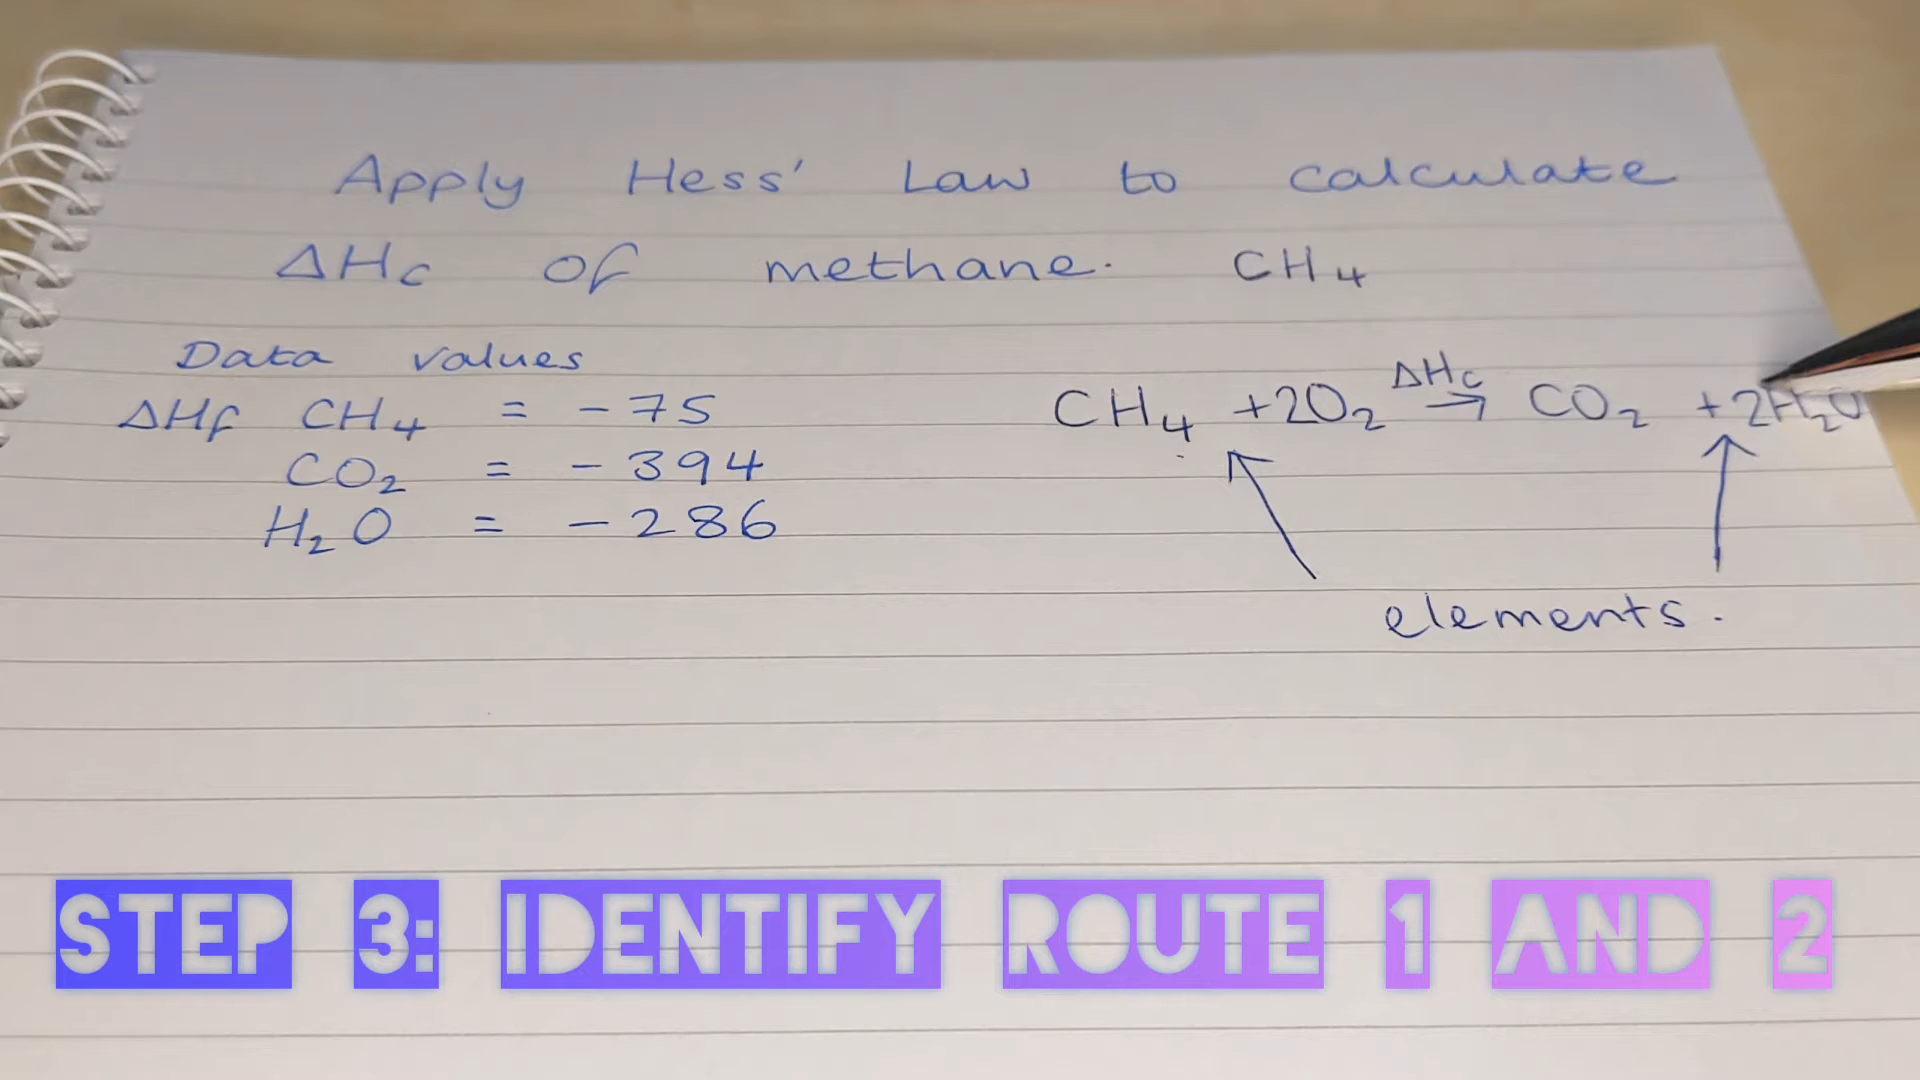 Apply Hess' Law to calculate
ΔHc of methane. CH₄
Data values
ΔHf CH₄ = -75
CO₂ = -394
H₂O = -286
CH₄ +2O₂ ΔHc → CO₂ +2H₂O
elements.
STEP 3: IDENTIFY ROUTE 1 AND 2